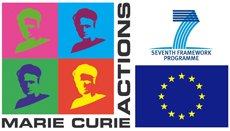 MARIE CURIE
ACTIONS
SEVENTH FRAMEWORK
PROGRAMME